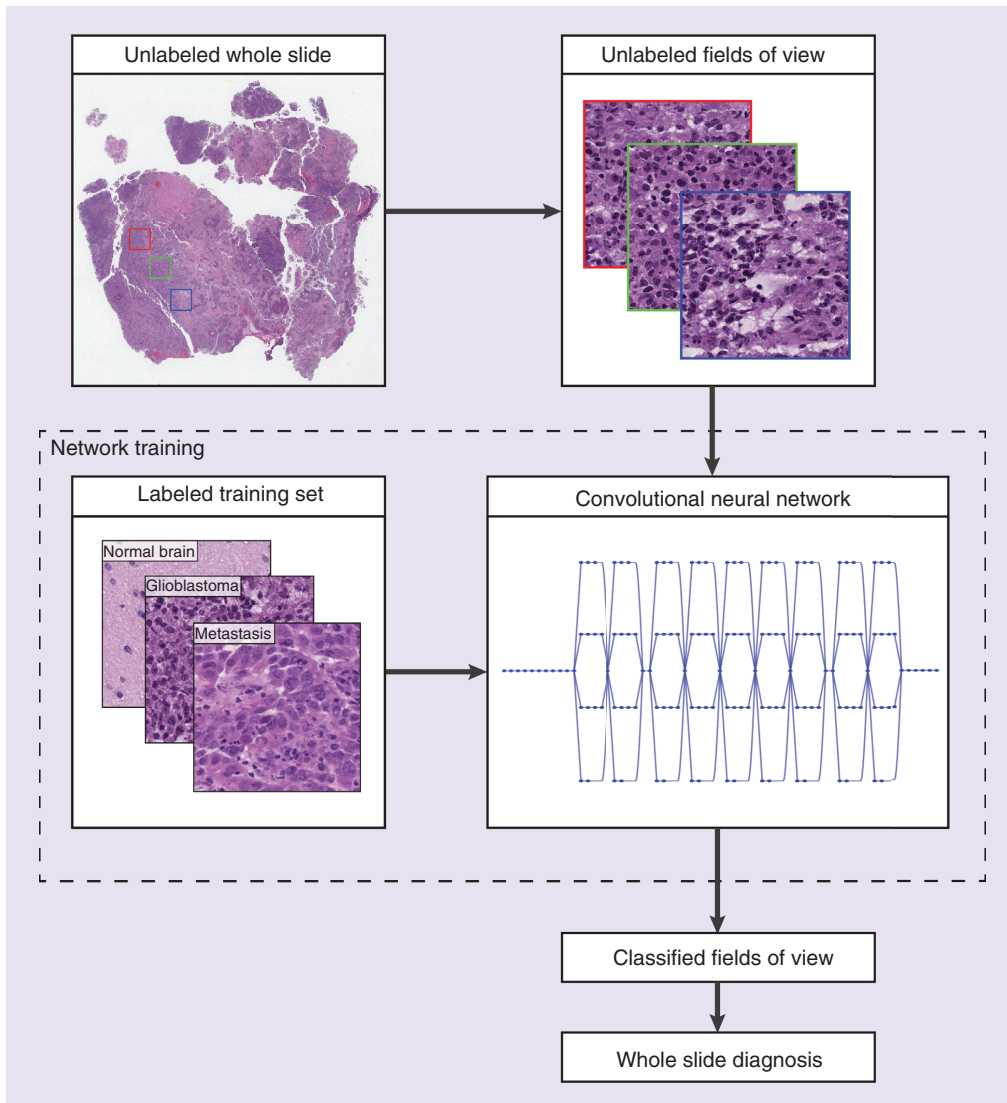 Unlabeled whole slide
Unlabeled fields of view
Network training
Labeled training set
Normal brain
Glioblastoma
Metastasis
Convolutional neural network
Classified fields of view
Whole slide diagnosis